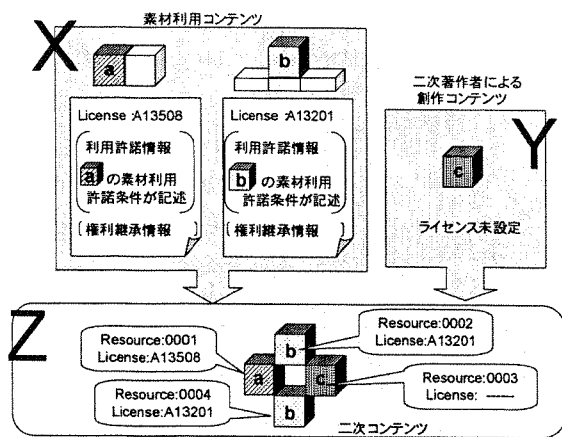 素材利用コンテンツ
X
a
b
License :A13508
利用許諾情報
a の素材利用
許諾条件が記述
権利継承情報
License :A13201
利用許諾情報
b の素材利用
許諾条件が記述
権利継承情報
二次著作者による
創作コンテンツ
Y
c
ライセンス未設定
Z
Resource:0001
License:A13508
Resource:0002
License:A13201
b
a
c
b
Resource:0004
License:A13201
Resource:0003
License: ――
二次コンテンツ